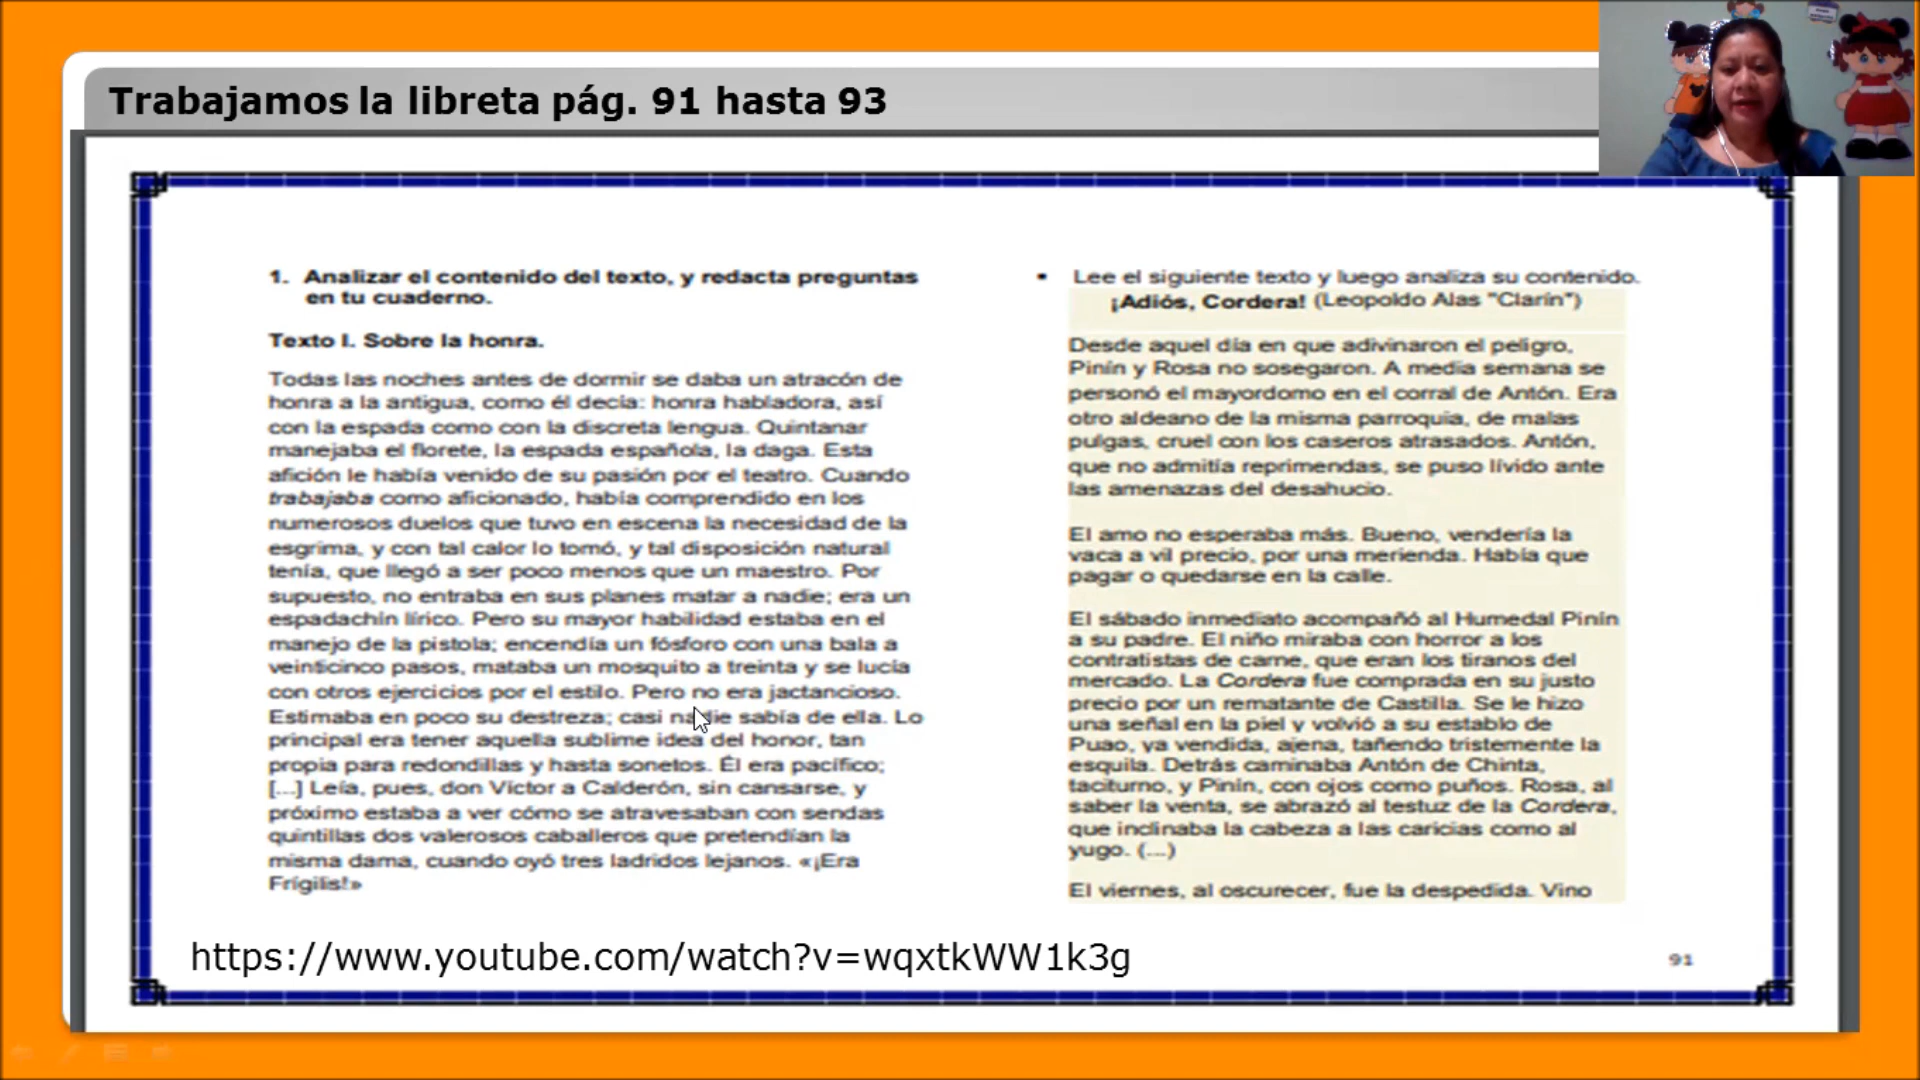 Trabajamos la libreta pág. 91 hasta 93
1. Analizar el contenido del texto, y redacta preguntas
en tu cuaderno.
Texto I. Sobre la honra.
Todas las noches antes de dormir se daba un atracón de
honra a la antigua, como él decía: honra habladora, así
con la espada como con la discreta lengua. Quintanar
manejaba el florete, la espada española, la daga. Esta
afición le había venido de su pasión por el teatro. Cuando
trabajaba como aficionado, había comprendido en los
numerosos duelos que tuvo en escena la necesidad de la
esgrima, y con tal calor lo tomó, y tal disposición natural
tenía, que llegó a ser poco menos que un maestro. Por
supuesto, no entraba en sus planes matar a nadie; era un
espadachín lírico. Pero su mayor habilidad estaba en el
manejo de la pistola; encendía un fósforo con una bala a
veinticinco pasos, mataba un mosquito a treinta y se lucía
con otros ejercicios por el estilo. Pero no era jactancioso.
Estimaba en poco su destreza; casi nadie sabía de ella. Lo
principal era tener aquella sublime idea del honor, tan
propia para redondillas y hasta sonetos. Él era pacífico;
[...] Leía, pues, don Víctor a Calderón, sin cansarse, y
próximo estaba a ver cómo se atravesaban con sendas
quintillas dos valerosos caballeros que pretendían la
misma dama, cuando oyó tres ladridos lejanos. «¡Era
Frígilis!»
• Lee el siguiente texto y luego analiza su contenido.
¡Adiós, Cordera! (Leopoldo Alas "Clarín")
Desde aquel día en que adivinaron el peligro,
Pinín y Rosa no sosegaron. A media semana se
personó el mayordomo en el corral de Antón. Era
otro aldeano de la misma parroquia, de malas
pulgas, cruel con los caseros atrasados. Antón,
que no admitía reprimendas, se puso lívido ante
las amenazas del desahucio.
El amo no esperaba más. Bueno, vendería la
vaca a vil precio, por una merienda. Había que
pagar o quedarse en la calle.
El sábado inmediato acompañó al Humedal Pinín
a su padre. El niño miraba con horror a los
contratistas de carne, que eran los tiranos del
mercado. La Cordera fue comprada en su justo
precio por un rematante de Castilla. Se le hizo
una señal en la piel y volvió a su establo de
Puao, ya vendida, ajena, tañendo tristemente la
esquila. Detrás caminaba Antón de Chinta,
taciturno, y Pinín, con ojos como puños. Rosa, al
saber la venta, se abrazó al testuz de la Cordera,
que inclinaba la cabeza a las caricias como al
yugo. (...)
El viernes, al oscurecer, fue la despedida. Vino
https://www.youtube.com/watch?v=wqxtkWW1k3g
91